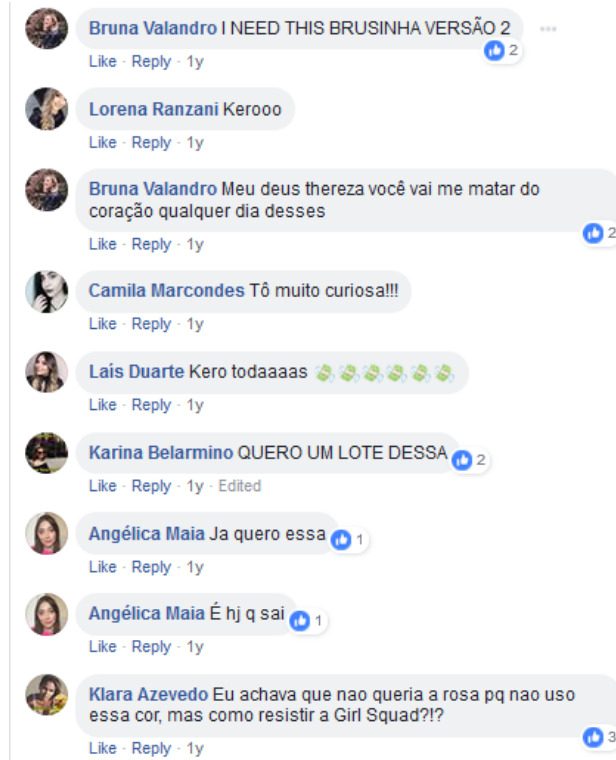 Bruna Valandro I NEED THIS BRUSINHA VERSÃO 2
2
Like · Reply · 1y
Lorena Ranzani Kerooo
Like · Reply · 1y
Bruna Valandro Meu deus thereza você vai me matar do
coração qualquer dia desses
2
Like · Reply · 1y
Camila Marcondes Tô muito curiosa!!!
Like · Reply · 1y
Laís Duarte Kero todaaaas 💸💸💸💸💸💸
Like · Reply · 1y
Karina Belarmino QUERO UM LOTE DESSA
2
Like · Reply · 1y · Edited
Angélica Maia Ja quero essa
1
Like · Reply · 1y
Angélica Maia É hj q sai
1
Like · Reply · 1y
Klara Azevedo Eu achava que nao queria a rosa pq nao uso
essa cor, mas como resistir a Girl Squad?!?
3
Like · Reply · 1y